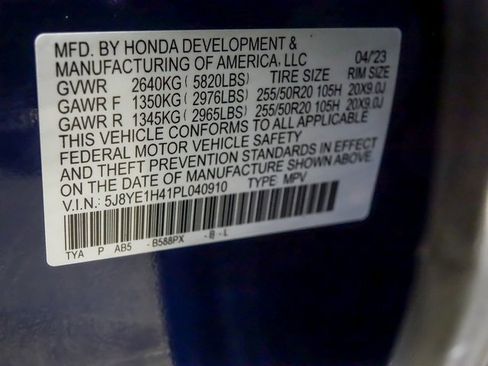 MFD. BY HONDA DEVELOPMENT & 04/'23
MANUFACTURING OF AMERICA, LLC
GVWR 2640KG ( 5820LBS) TIRE SIZE RIM SIZE
GAWR F 1350KG ( 2976LBS) 255/50R20 105H 20X9.0J
GAWR R 1345KG ( 2965LBS) 255/50R20 105H 20X9.0J
THIS VEHICLE CONFORMS TO ALL APPLICABLE
FEDERAL MOTOR VEHICLE SAFETY
AND THEFT PREVENTION STANDARDS IN EFFECT
ON THE DATE OF MANUFACTURE SHOWN ABOVE.
V.I.N.: 5J8YE1H41PL040910 TYPE MPV
TYA P AB5 -B588PX -B -L